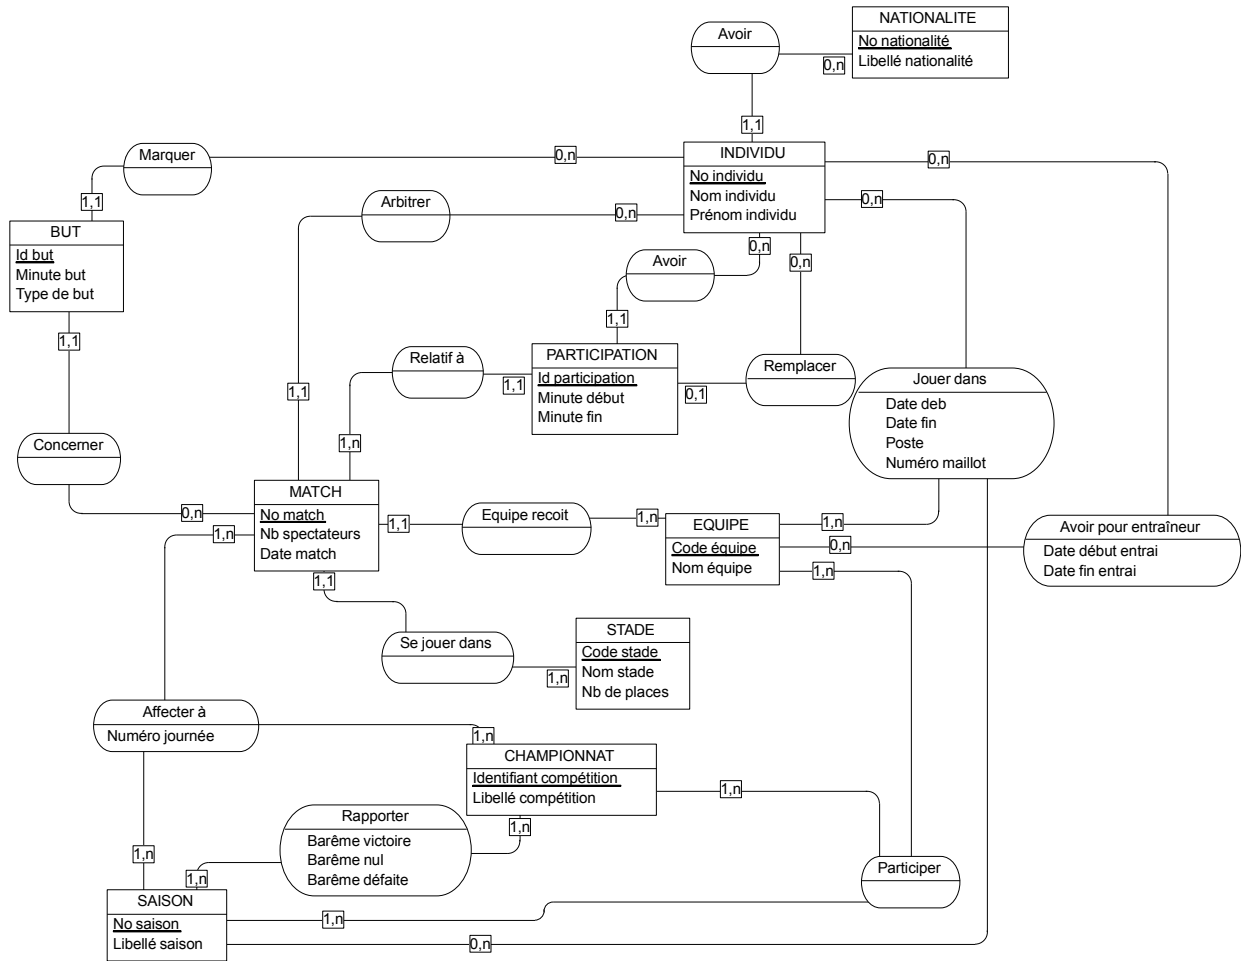 NATIONALITE
No nationalité
Libellé nationalité
Avoir
0,n
1,1
Marquer
0,n
1,1
INDIVIDU
No individu
Nom individu
Prénom individu
0,n
0,n
Arbitrer
0,n
0,n
0,n
1,1
BUT
Id but
Minute but
Type de but
1,1
Avoir
1,1
Relatif à
1,1
1,n
PARTICIPATION
Id participation
Minute début
Minute fin
0,1
Remplacer
Jouer dans
Date deb
Date fin
Poste
Numéro maillot
Concerner
0,n
1,n
MATCH
No match
Nb spectateurs
Date match
1,1
1,1
Equipe recoit
1,n
EQUIPE
Code équipe
Nom équipe
1,n
0,n
1,n
Avoir pour entraîneur
Date début entrai
Date fin entrai
Se jouer dans
1,n
STADE
Code stade
Nom stade
Nb de places
Affecter à
Numéro journée
1,n
CHAMPIONNAT
Identifiant compétition
Libellé compétition
1,n
1,n
Rapporter
Barême victoire
Barême nul
Barême défaite
1,n
1,n
Participer
SAISON
No saison
Libellé saison
1,n
0,n